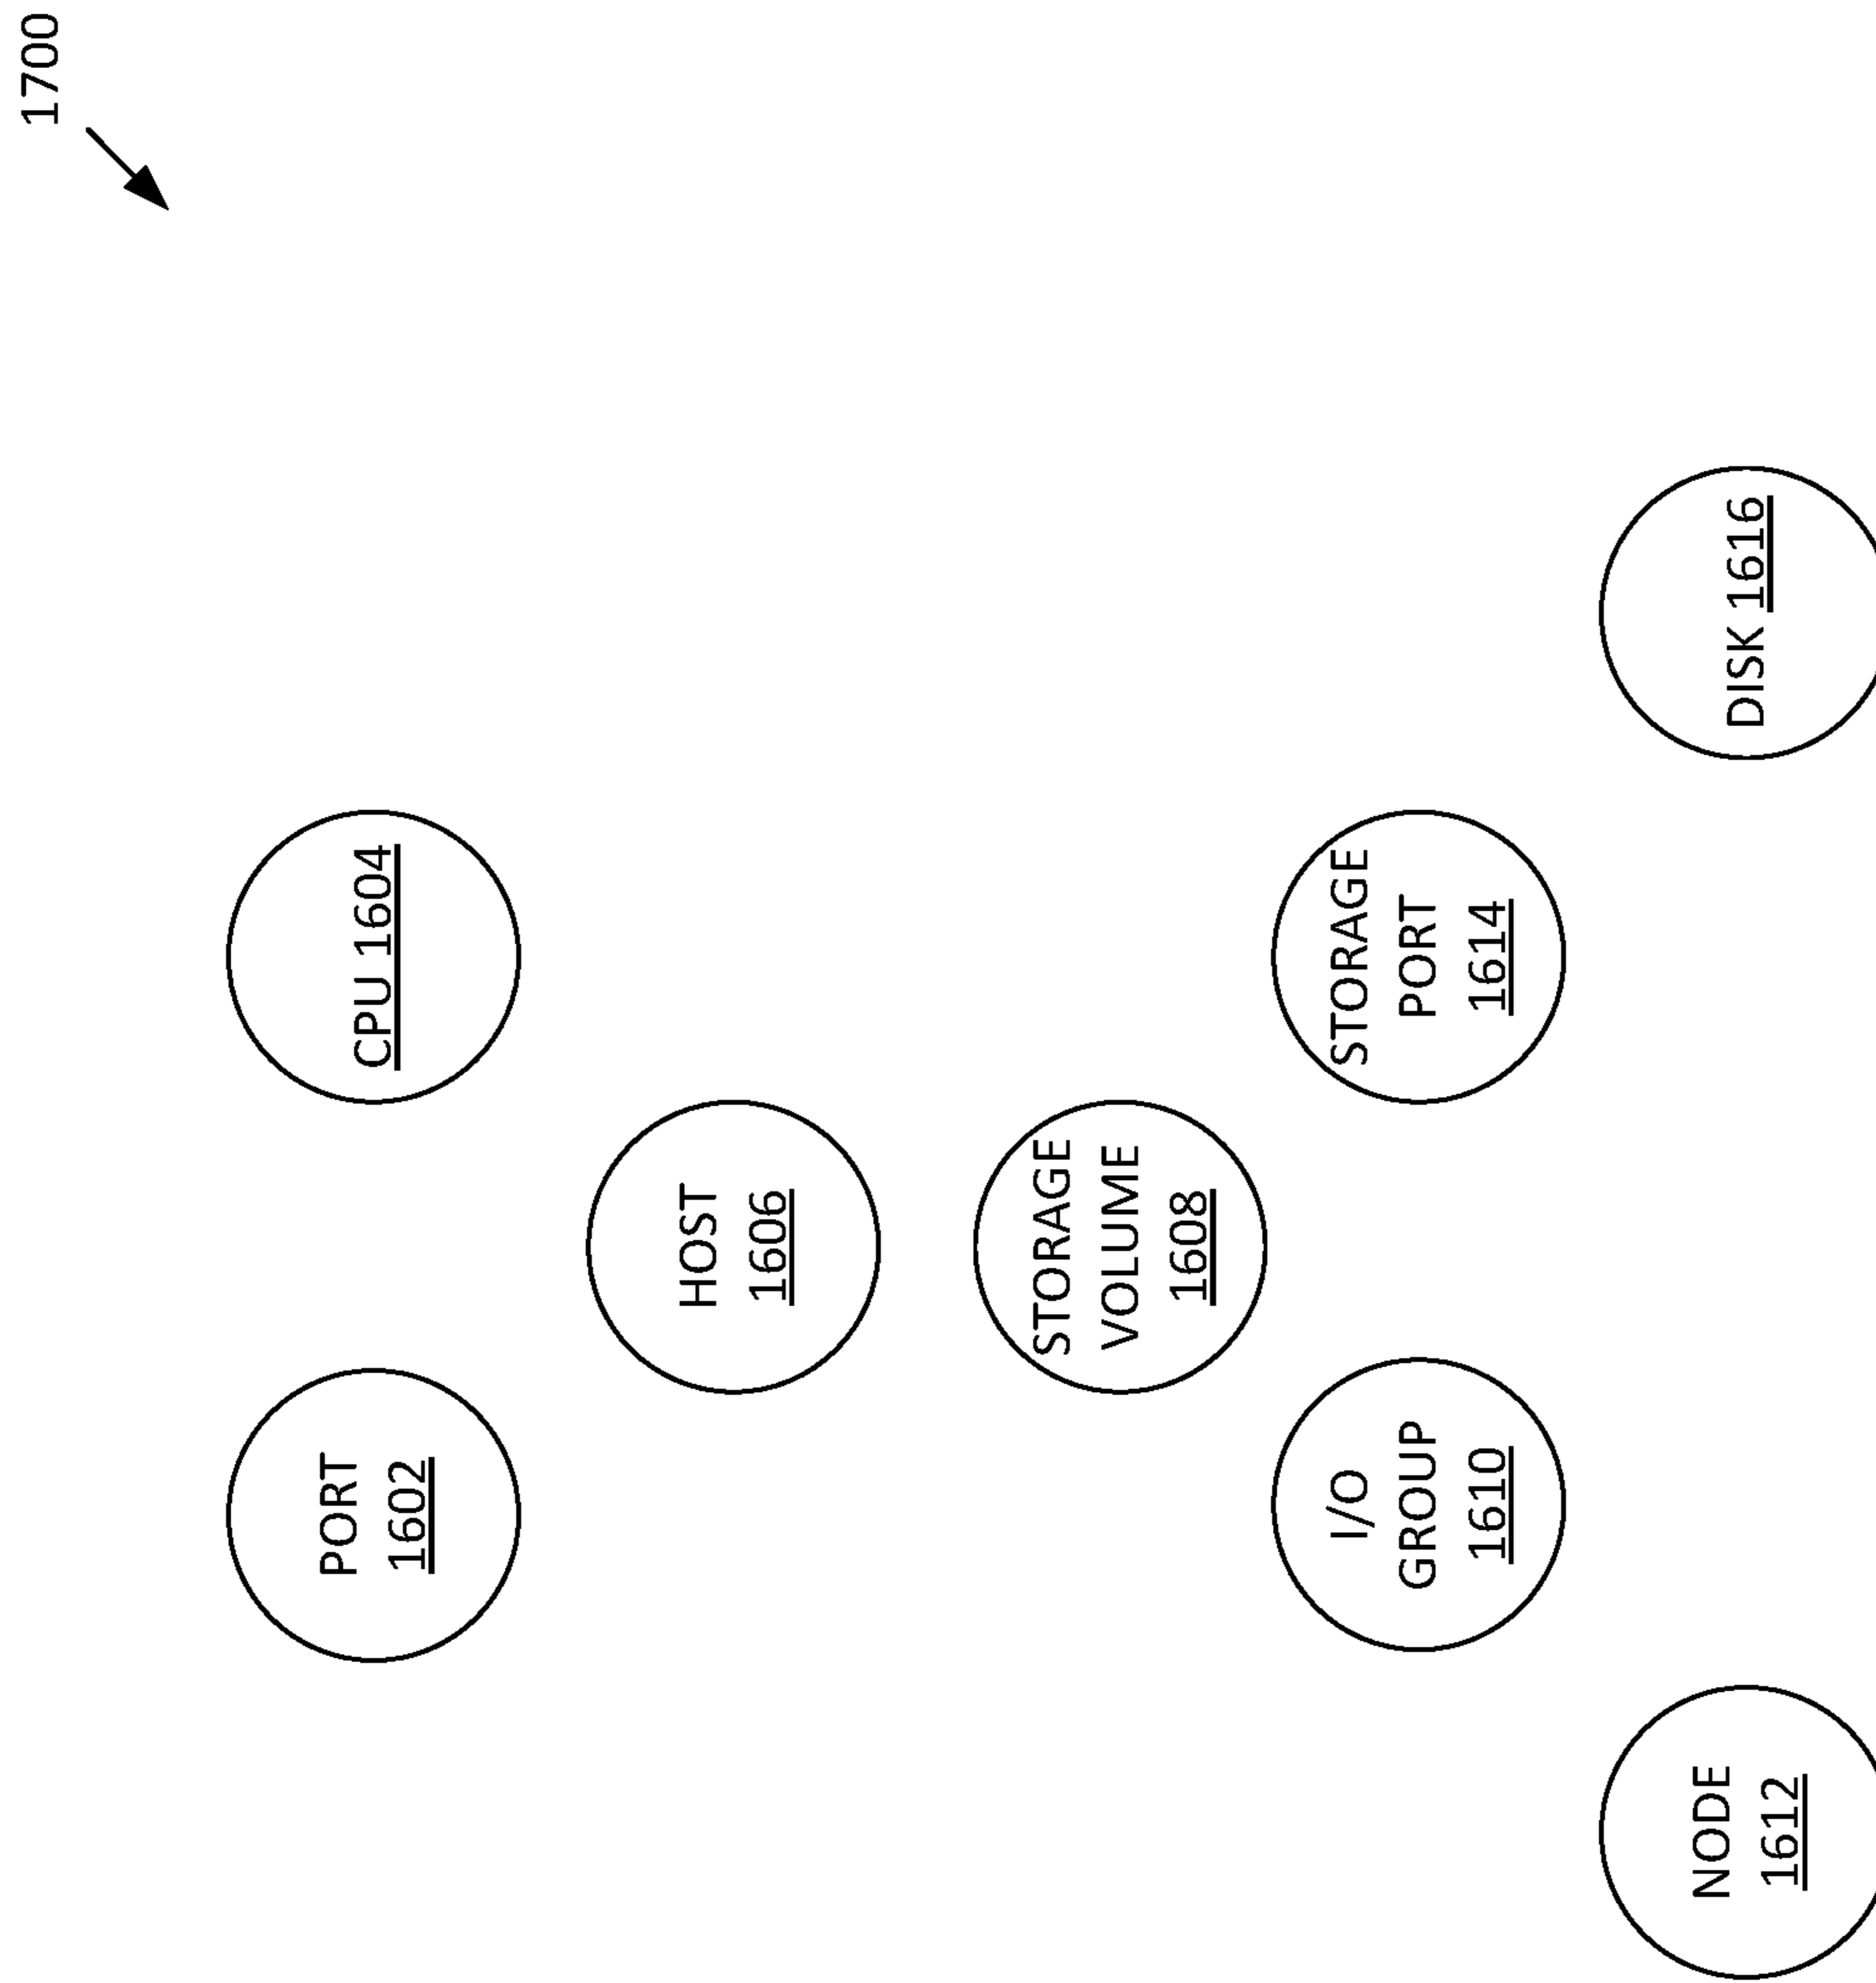 1700
PORT
1602
CPU 1604
HOST
1606
STORAGE
VOLUME
1608
I/O
GROUP
1610
STORAGE
PORT
1614
NODE
1612
DISK 1616